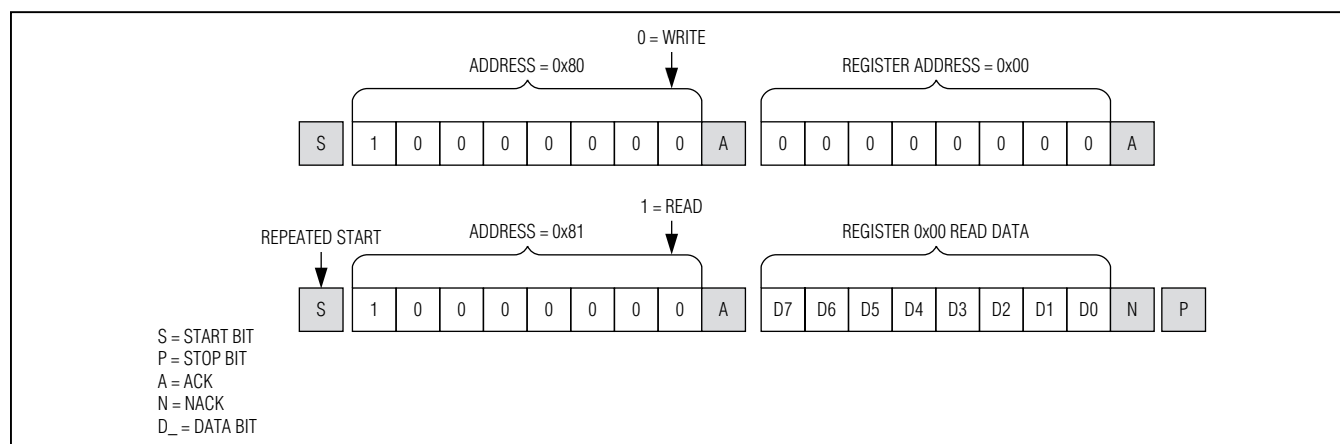 0 = WRITE
ADDRESS = 0x80 REGISTER ADDRESS = 0x00
S 1 0 0 0 0 0 0 0 A 0 0 0 0 0 0 0 0 A
1 = READ
REPEATED START ADDRESS = 0x81 REGISTER 0x00 READ DATA
S 1 0 0 0 0 0 0 0 A D7 D6 D5 D4 D3 D2 D1 D0 N P
S = START BIT
P = STOP BIT
A = ACK
N = NACK
D_ = DATA BIT